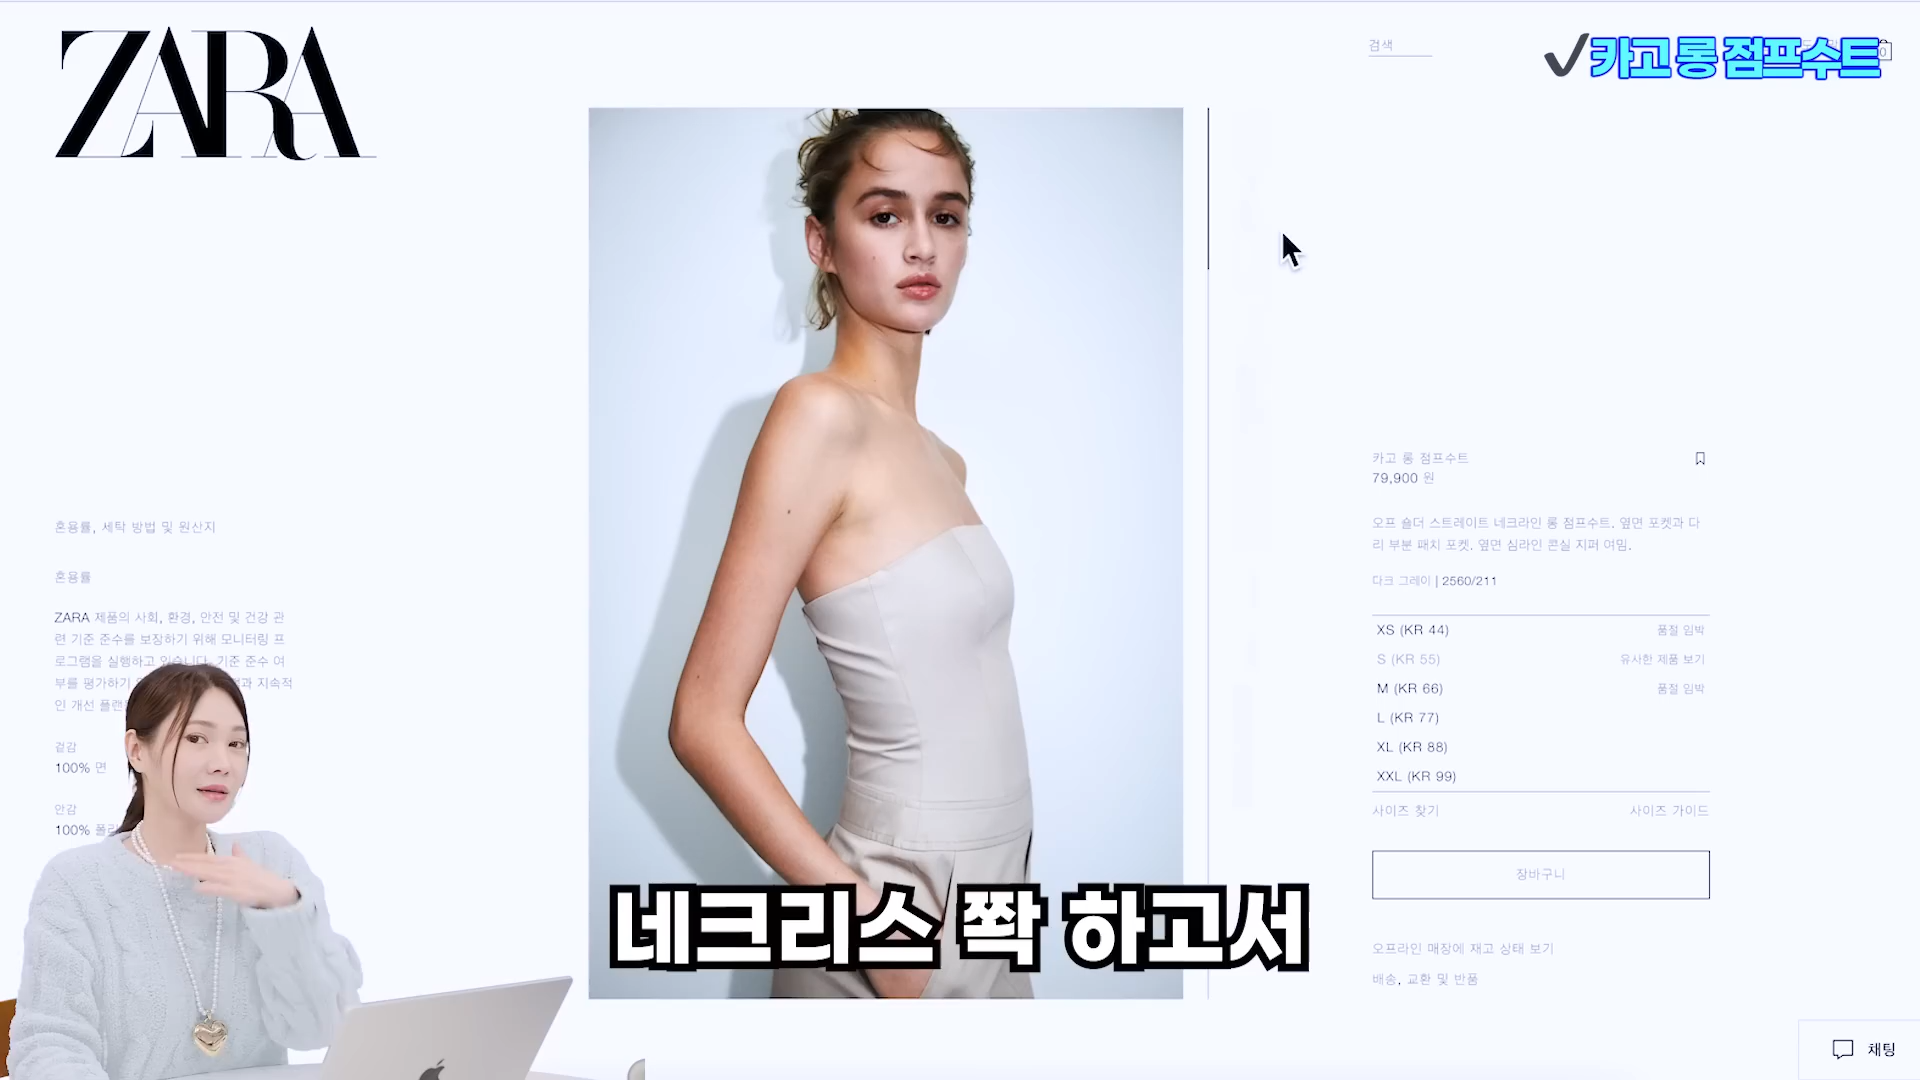 ZARA
검색
✔카고 롱 점프수트
0
카고 롱 점프수트
79,900 원
오프 숄더 스트레이트 네크라인 롱 점프수트. 옆면 포켓과 다
리 부분 패치 포켓. 옆면 심라인 콘실 지퍼 여밈.
다크 그레이 | 2560/211
XS (KR 44) 품절 임박
S (KR 55) 유사한 제품 보기
M (KR 66) 품절 임박
L (KR 77)
XL (KR 88)
XXL (KR 99)
사이즈 찾기 사이즈 가이드
장바구니
오프라인 매장에 재고 상태 보기
배송, 교환 및 반품
채팅
혼용률, 세탁 방법 및 원산지
혼용률
ZARA 제품의 사회, 환경, 안전 및 건강 관
련 기준 준수를 보장하기 위해 모니터링 프
로그램을 실행하고 있습니다. 기준 준수 여
부를 평가하기 지속적
인 개선
겉감
100% 면
안감
100%
네크리스 쫙 하고서